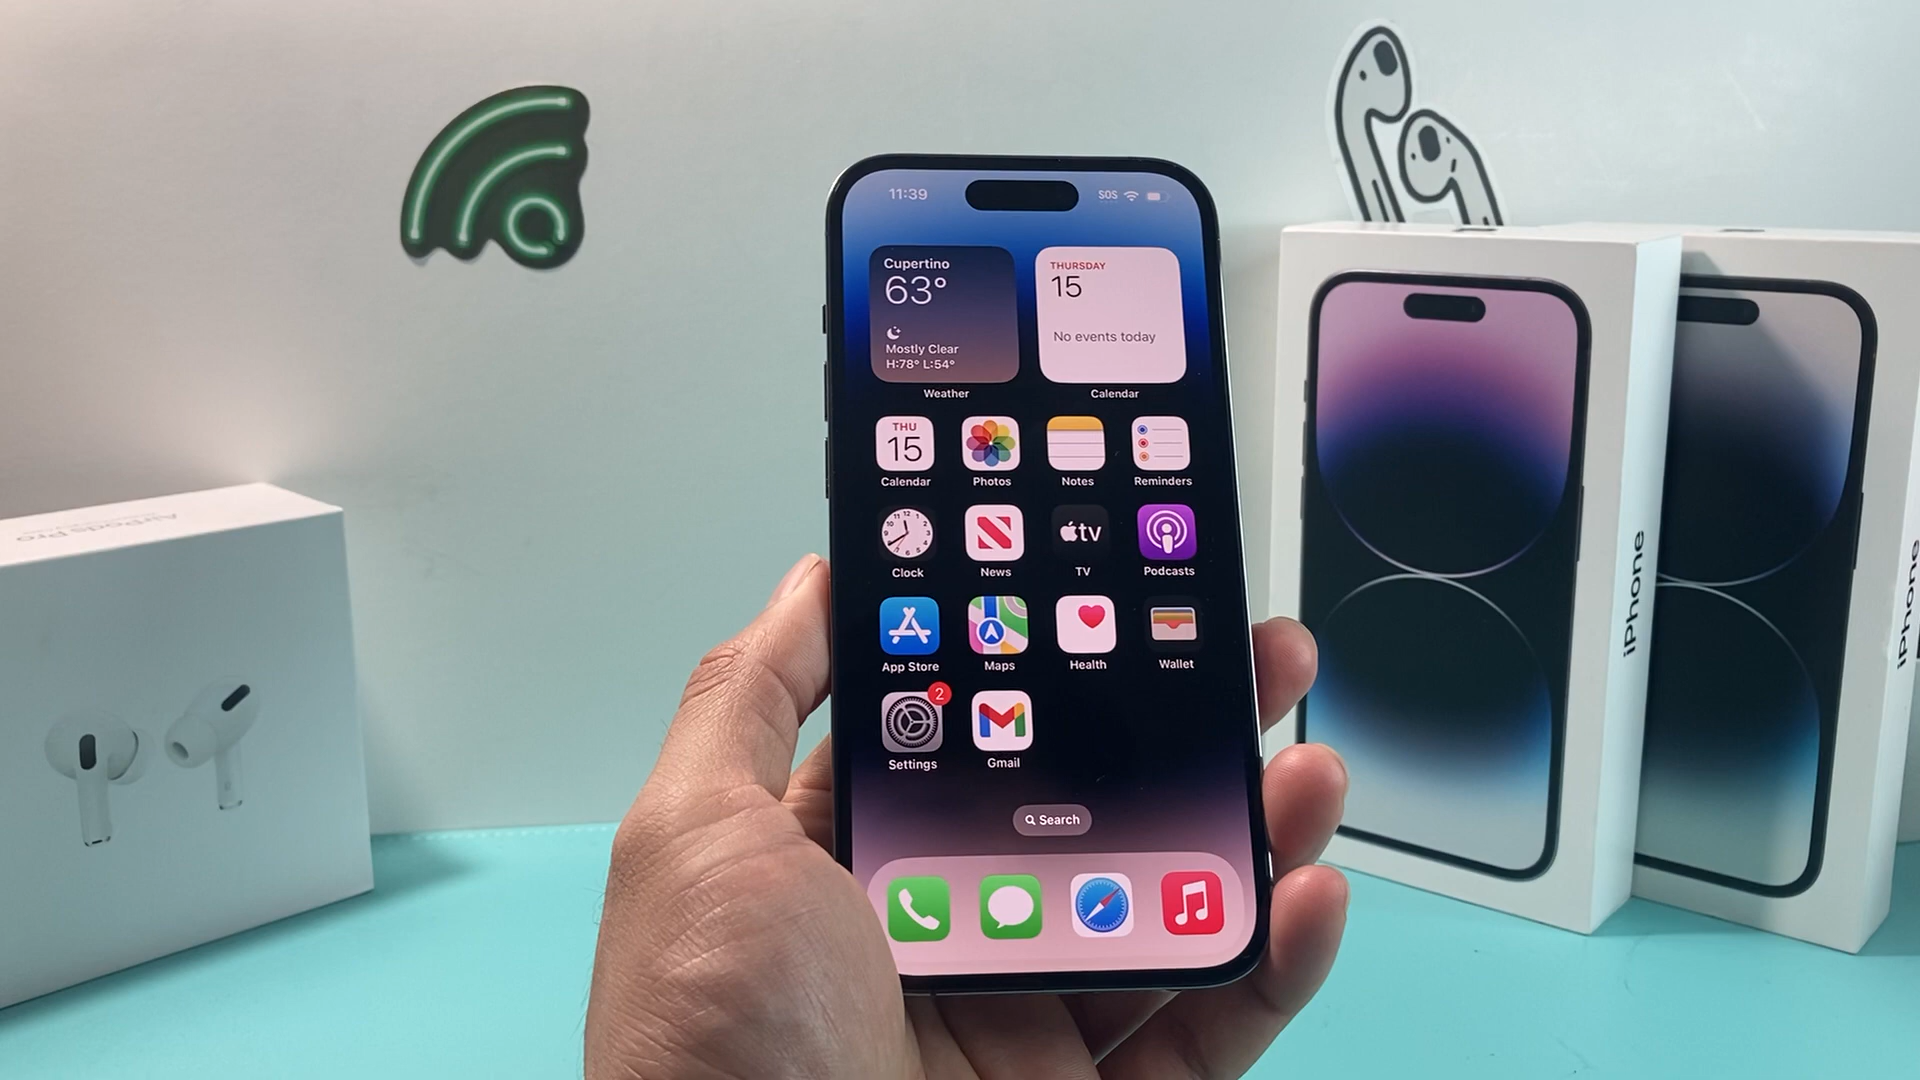 11:39
SOS
Cupertino
63°
Mostly Clear
H:78° L:54°
Weather
THURSDAY
15
No events today
Calendar
THU
15
Calendar
Photos
Notes
Reminders
Clock
News
tv
TV
Podcasts
App Store
Maps
Health
Wallet
2
Settings
Gmail
Search
AirPods Pro
iPhone
iPhone